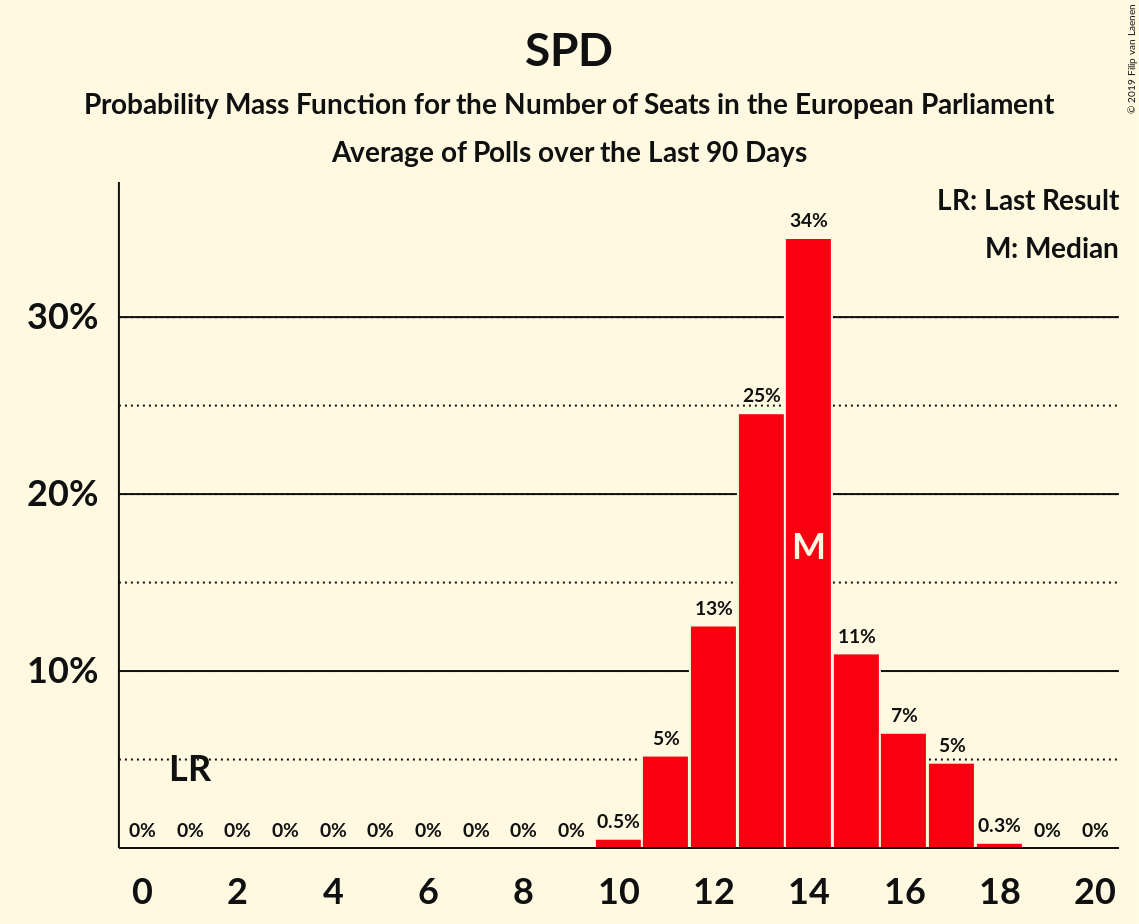 SPD
Probability Mass Function for the Number of Seats in the European Parliament
Average of Polls over the Last 90 Days
© 2019 Filip van Laenen
LR: Last Result
M: Median
34%
30%
25%
20%
M
13%
11%
10%
7%
5%
5%
LR
0% 0% 0% 0% 0% 0% 0% 0% 0% 0% 0.5% 0.3% 0% 0%
0 2 4 6 8 10 12 14 16 18 20